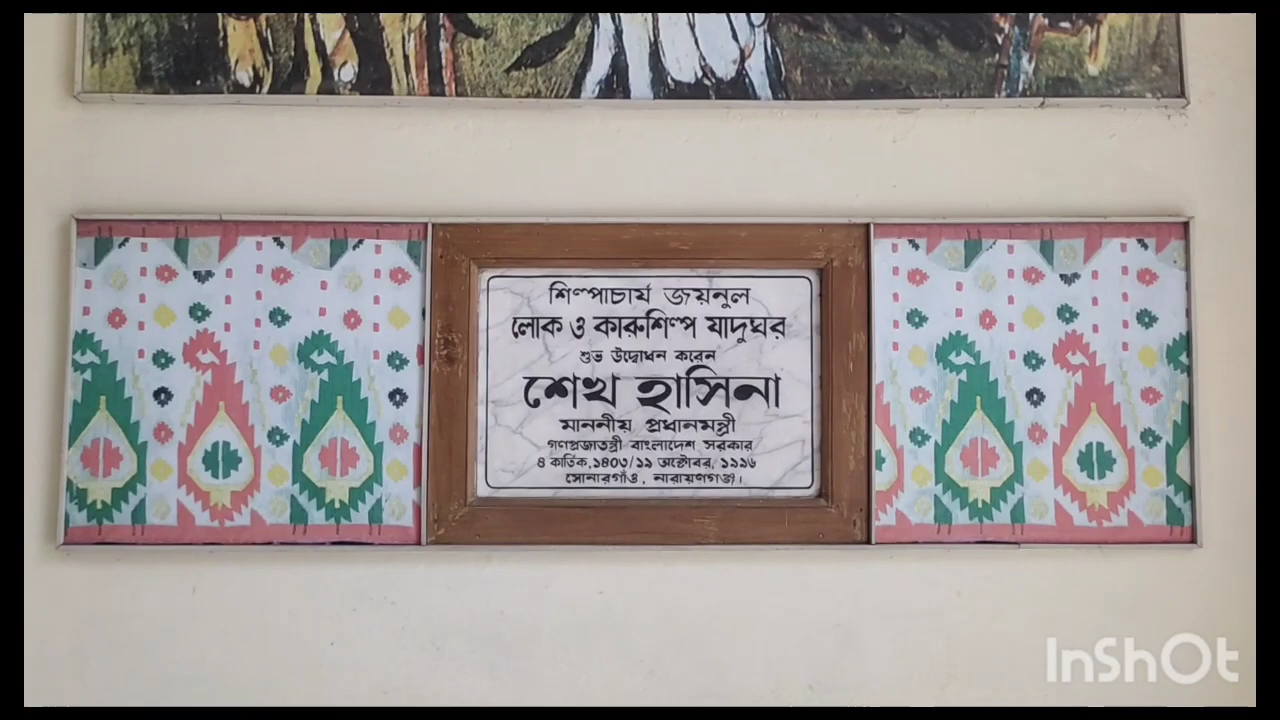 শিল্পাচার্য জয়নুল
লোক ও কারুশিল্প যাদুঘর
শুভ উদ্বোধন করেন
শেখ হাসিনা
মাননীয় প্রধানমন্ত্রী
গণপ্রজাতন্ত্রী বাংলাদেশ সরকার
৪ কার্তিক,১৪০৩/১৯ অক্টোবর, ১৯৯৬
সোনারগাঁও, নারায়ণগঞ্জ।
InShOt